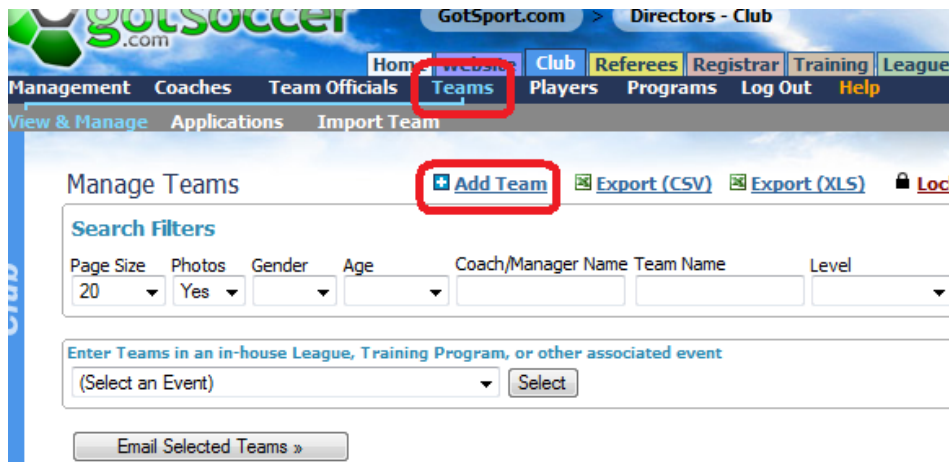 gotsoccer
.com
GotSport.com > Directors - Club
Home Website Club Referees Registrar Training League
Management Coaches Team Officials Teams Players Programs Log Out Help
View & Manage Applications Import Team
Club
Manage Teams Add Team Export (CSV) Export (XLS) Loc
Search Filters
Page Size Photos Gender Age Coach/Manager Name Team Name Level
20 Yes
Enter Teams in an in-house League, Training Program, or other associated event
(Select an Event) Select
Email Selected Teams »